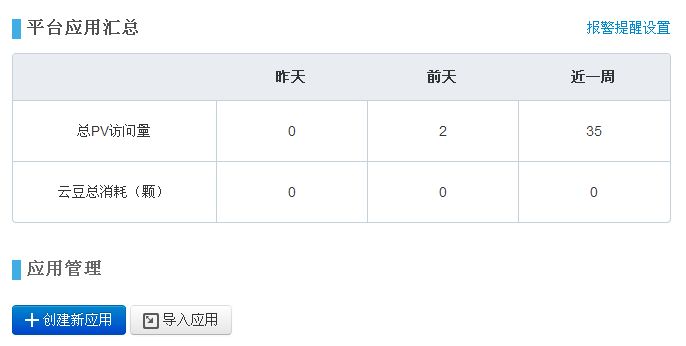 平台应用汇总 报警提醒设置
昨天 前天 近一周
总PV访问量 0 2 35
云豆总消耗（颗） 0 0 0
应用管理
创建新应用 导入应用